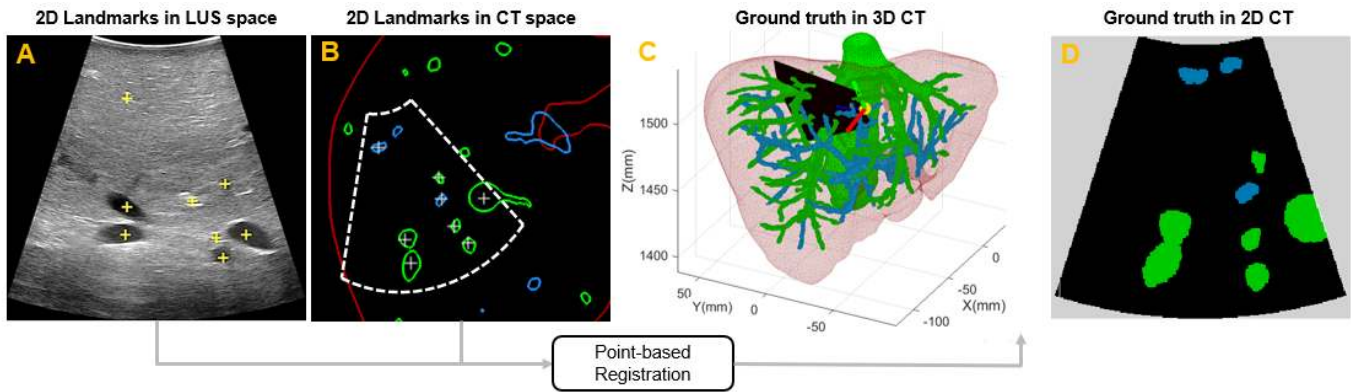 2D Landmarks in LUS space
2D Landmarks in CT space
Ground truth in 3D CT
Ground truth in 2D CT
A
B
C
D
1500
1450
1400
Z(mm)
50
0
-50
Y(mm)
0
-50
-100
X(mm)
Point-based
Registration